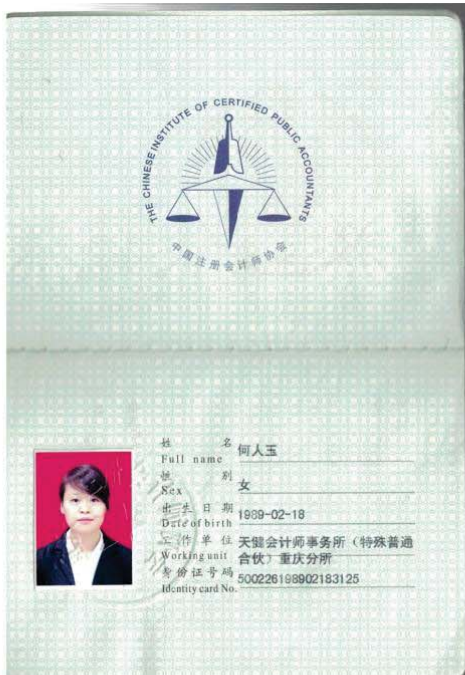 THE CHINESE INSTITUTE OF CERTIFIED PUBLIC ACCOUNTANTS
中国注册会计师协会
姓 名 何人玉
Full name
性 别 女
Sex
出生日期 1989-02-18
Date of birth
工作单位 天健会计师事务所（特殊普通
Working unit 合伙）重庆分所
身份证号码 500226198902183125
Identity card No.